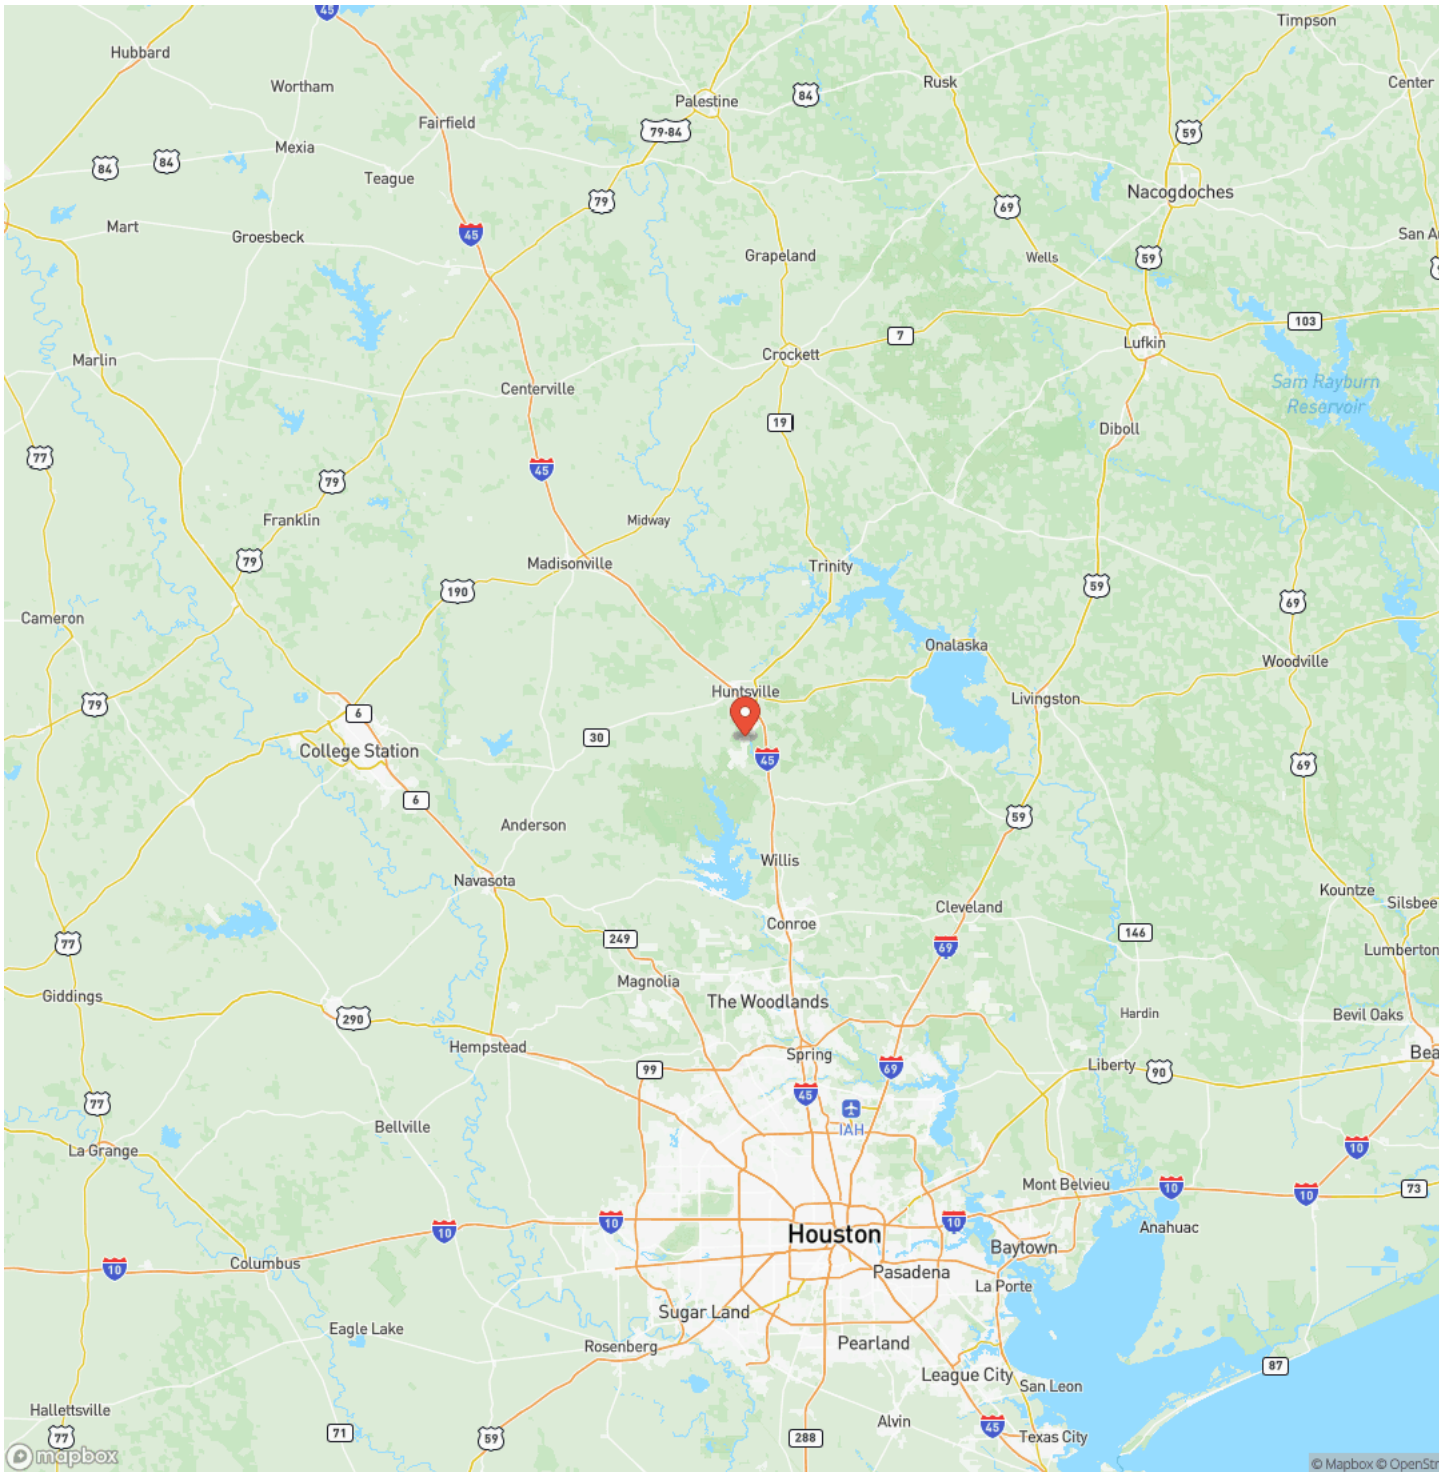 45
Timpson
Hubbard
Wortham
Rusk
Center
Palestine
84
Fairfield
79-84
59
Mexia
84
84
Teague
Nacogdoches
79
69
Mart
Groesbeck
45
San A
Grapeland
Wells
59
103
7
Marlin
Crockett
Lufkin
Centerville
Sam Rayburn
Reservoir
19
Diboll
77
45
79
Franklin
Midway
79
Madisonville
Trinity
59
190
69
Cameron
Onalaska
Woodville
Huntsville
Livingston
79
6
30
College Station
45
69
6
59
Anderson
Willis
Navasota
Kountze
Silsbee
Cleveland
Conroe
146
249
69
77
Lumberton
Magnolia
Giddings
The Woodlands
290
Hardin
Bevil Oaks
Hempstead
Spring
Bea
99
69
Liberty
90
45
77
IAH
Bellville
La Grange
10
Mont Belvieu
10
10
73
10
10
10
Anahuac
Houston
Baytown
Columbus
10
Pasadena
La Porte
Sugar Land
Eagle Lake
Rosenberg
Pearland
87
League City
San Leon
Hallettsville
Alvin
77
71
59
288
45
Texas City
mapbox
© Mapbox © OpenStr